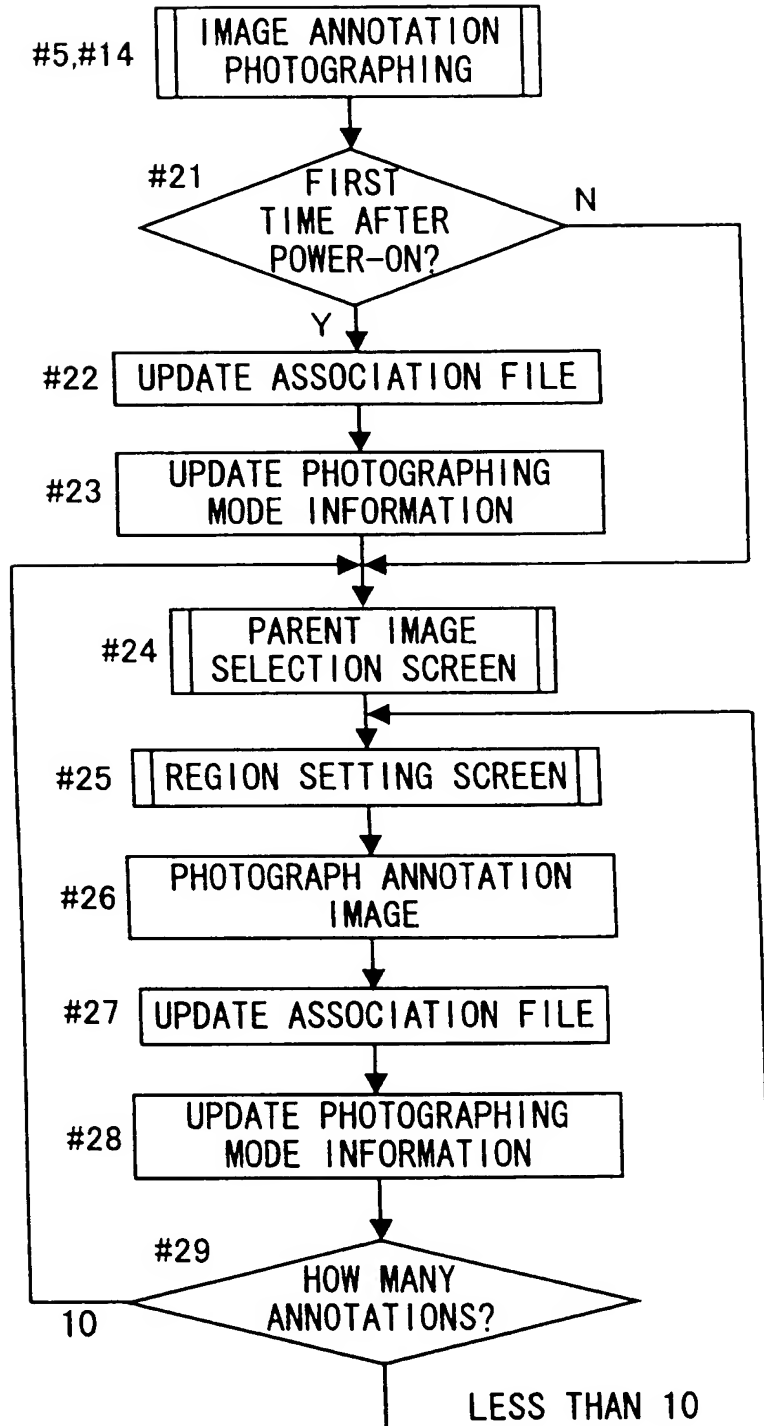 #5,#14
IMAGE ANNOTATION
PHOTOGRAPHING
#21
FIRST
TIME AFTER
POWER-ON?
N
Y
#22
UPDATE ASSOCIATION FILE
#23
UPDATE PHOTOGRAPHING
MODE INFORMATION
#24
PARENT IMAGE
SELECTION SCREEN
#25
REGION SETTING SCREEN
#26
PHOTOGRAPH ANNOTATION
IMAGE
#27
UPDATE ASSOCIATION FILE
#28
UPDATE PHOTOGRAPHING
MODE INFORMATION
#29
HOW MANY
ANNOTATIONS?
10
LESS THAN 10